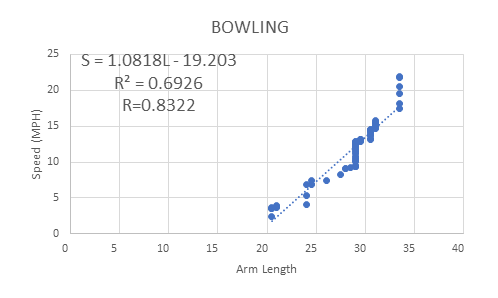 BOWLING
S = 1.0818L - 19.203
R² = 0.6926
R=0.8322
25
20
15
10
5
0
Speed (MPH)
0 5 10 15 20 25 30 35 40
Arm Length